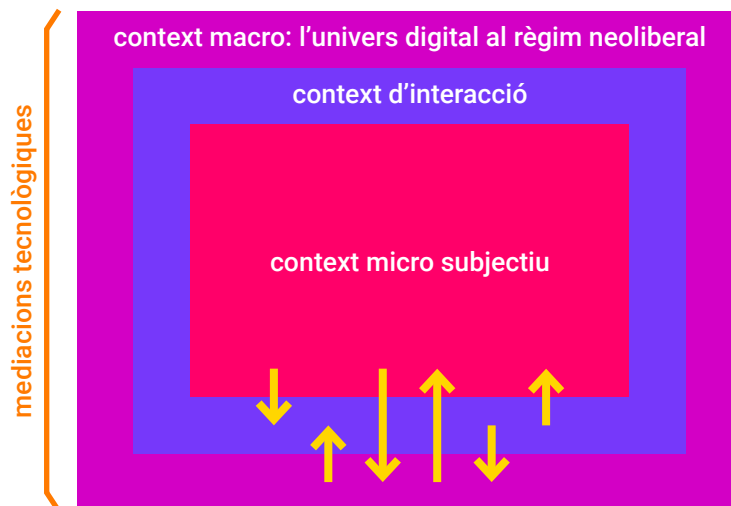 context macro: l’univers digital al règim neoliberal
context d’interacció
context micro subjectiu
mediacions tecnològiques